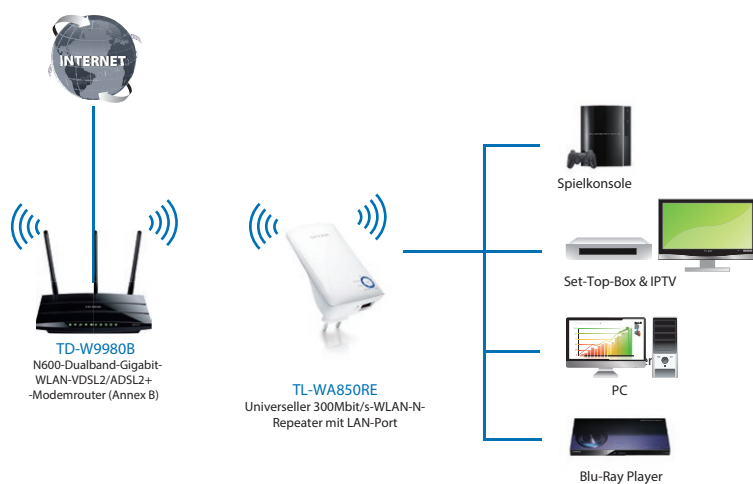 INTERNET
Spielkonsole
Set-Top-Box & IPTV
TD-W9980B
N600-Dualband-Gigabit-
WLAN-VDSL2/ADSL2+
-Modemrouter (Annex B)
TL-WA850RE
Universeller 300Mbit/s-WLAN-N-
Repeater mit LAN-Port
PC
Blu-Ray Player